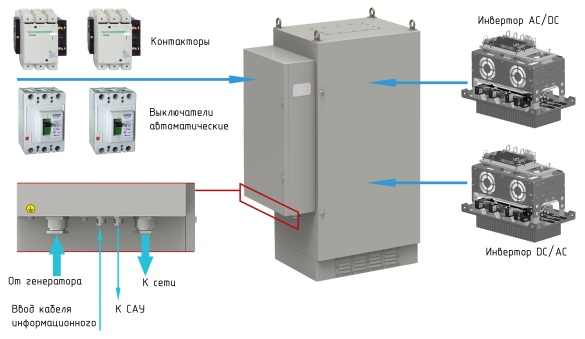 Контакторы
Инвертор AC/DC
Выключатели
автоматические
От генератора
К сети
Ввод кабеля
информационного
К САУ
Инвертор DC/AC